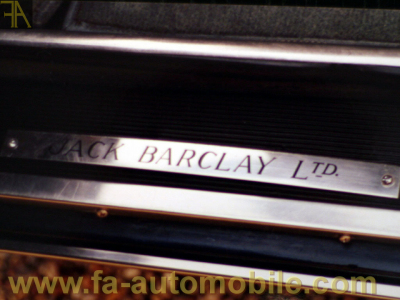 FA
JACK BARCLAY LTD.
www.fa-automobile.com